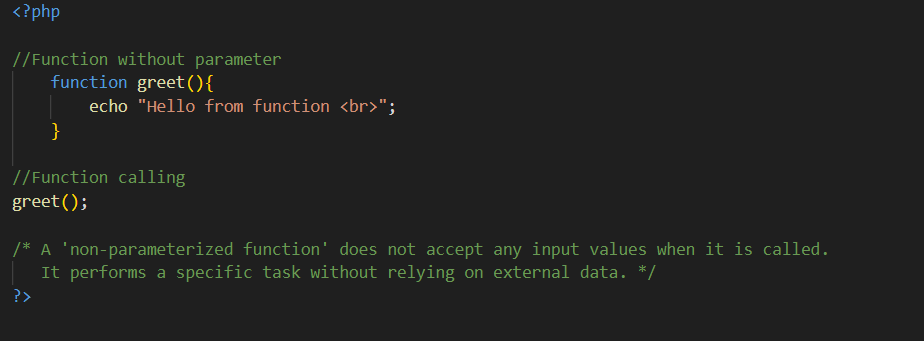 <?php
//Function without parameter
function greet(){
echo "Hello from function <br>";
}
//Function calling
greet();
/* A 'non-parameterized function' does not accept any input values when it is called.
It performs a specific task without relying on external data. */
?>